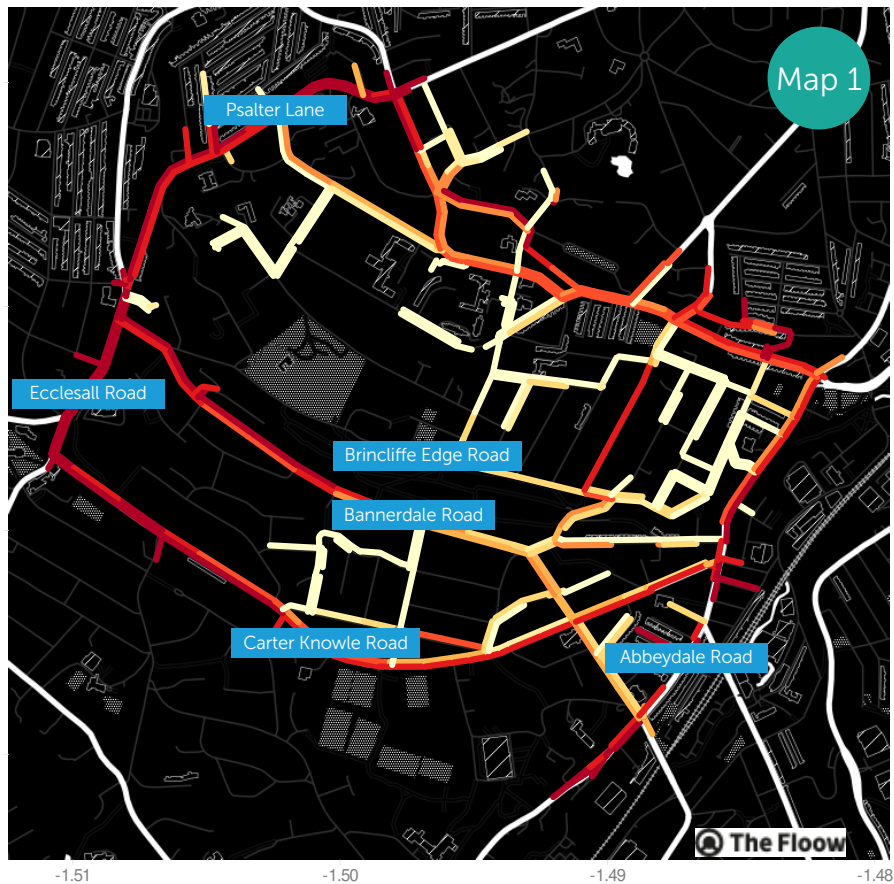 Map 1
Psalter Lane
Ecclesall Road
Brincliffe Edge Road
Bannerdale Road
Carter Knowle Road
Abbeydale Road
The Floow
-1.51
-1.50
-1.49
-1.48